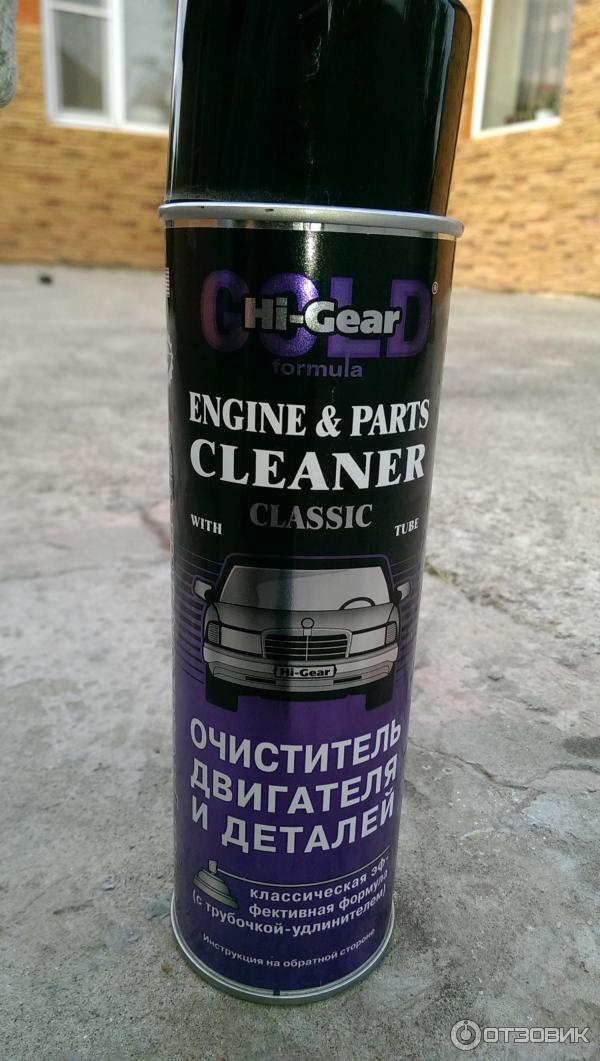 GOLD
Hi-Gear®
formula
ENGINE & PARTS
CLEANER
WITH CLASSIC TUBE
Hi-Gear
ОЧИСТИТЕЛЬ
ДВИГАТЕЛЯ
И ДЕТАЛЕЙ
классическая эф-
фективная формула
(с трубочкой-удлинителем)
Инструкция на обратной стороне
ОТЗОВИК